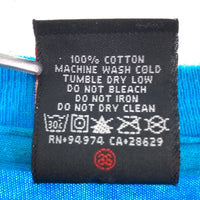 100% COTTON
MACHINE WASH COLD
TUMBLE DRY LOW
DO NOT BLEACH
DO NOT IRON
DO NOT DRY CLEAN
30c
RN•94974 CA•28629